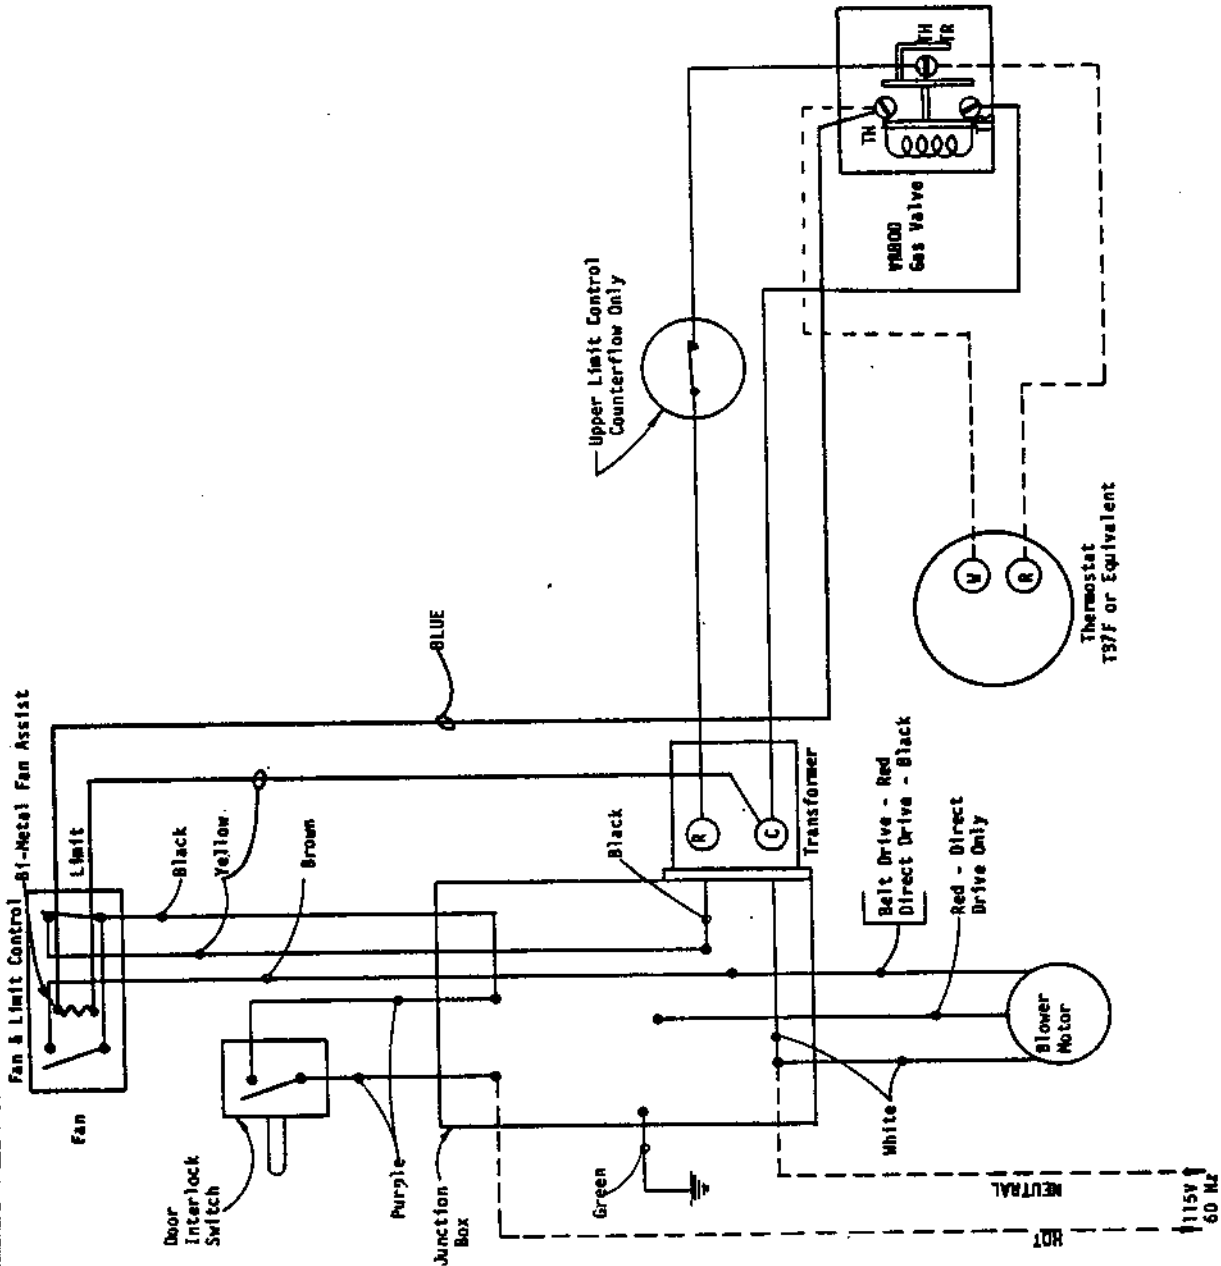 Fan & Limit Control
Bi-Metal Fan Assist
Limit
Fan
Black
Yellow
Brown
BLUE
Door
Interlock
Switch
Purple
Junction
Box
Green
White
Black
R
C
Transformer
Belt Drive - Red
Direct Drive - Black
Red - Direct
Drive Only
Blower
Motor
HOT
NEUTRAL
115V
60 HZ
Upper Limit Control
Counterflow Only
TH
TR
TH
VR800
Gas Valve
W
R
Thermostat
T87F or Equivalent